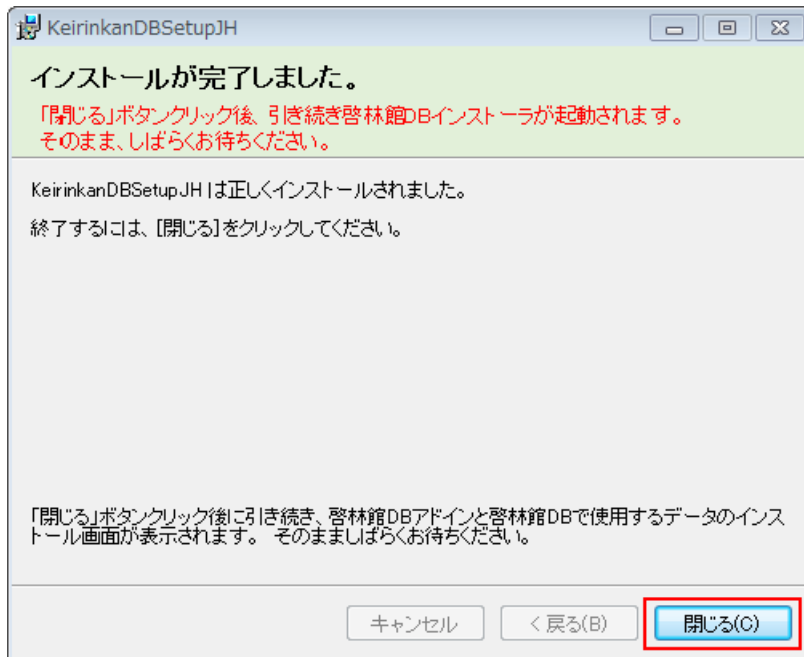 KeirinkanDBSetupJH
インストールが完了しました。
「閉じる」ボタンクリック後、引き続き啓林館DBインストーラが起動されます。
そのまま、しばらくお待ちください。
KeirinkanDBSetupJH は正しくインストールされました。
終了するには、[閉じる]をクリックしてください。
「閉じる」ボタンクリック後に引き続き、啓林館DBアドインと啓林館DBで使用するデータのインス
トール画面が表示されます。 そのまましばらくお待ちください。
キャンセル
< 戻る(B)
閉じる(C)